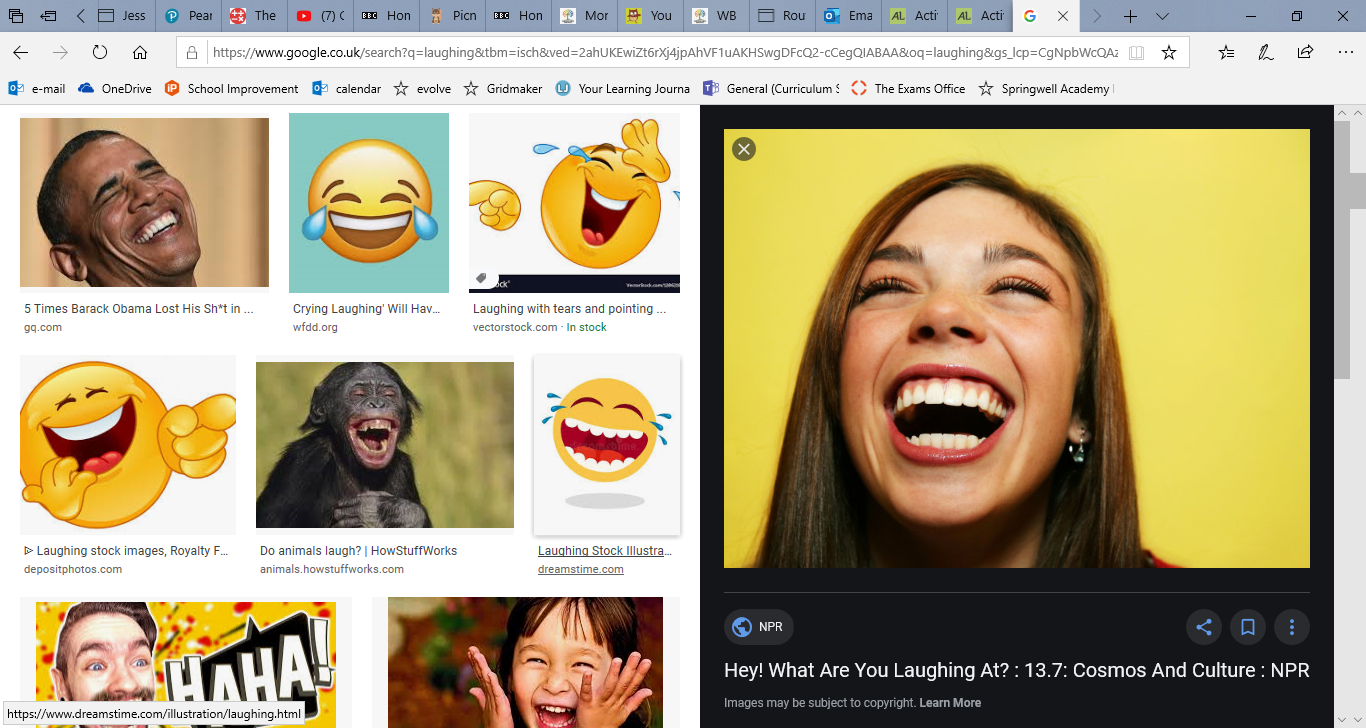 Jess
Pear
The
(7) (
BBC Hon
Picn
BBC Hon
Mor
You
WB
Rou
Ema
Acti
Acti
https://www.google.co.uk/search?q=laughing&tbm=isch&ved=2ahUKEwiZt6rXj4jpAhVF1uAKHSwgDFcQ2-cCegQIABAA&oq=laughing&gs_lcp=CgNpbWcQAz
e-mail
OneDrive
School Improvement
calendar
evolve
Gridmaker
Your Learning Journa
General (Curriculum S
The Exams Office
Springwell Academy
5 Times Barack Obama Lost His Sh*t in ...
gq.com
Crying Laughing' Will Hav...
wfdd.org
Laughing with tears and pointing ...
vectorstock.com · In stock
ᐈ Laughing stock images, Royalty F...
depositphotos.com
Do animals laugh? | HowStuffWorks
animals.howstuffworks.com
Laughing Stock Illustra...
dreamstime.com
HAHA!
https://www.dreamstime.com/illustration/laughing.html
NPR
Hey! What Are You Laughing At? : 13.7: Cosmos And Culture : NPR
Images may be subject to copyright. Learn More